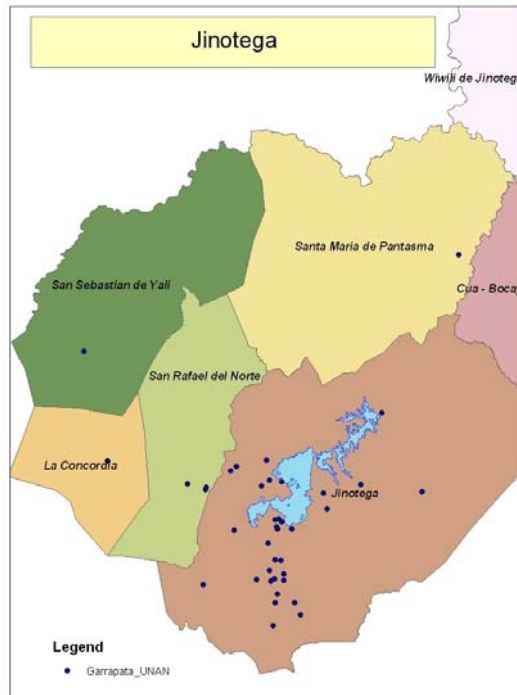 Jinotega
Wiwili de Jinoteg
Santa Maria de Pantasma
San Sebastian de Yali
Cua - Boca
San Rafael del Norte
La Concordia
Jinotega
Legend
Garrapata_UNAN